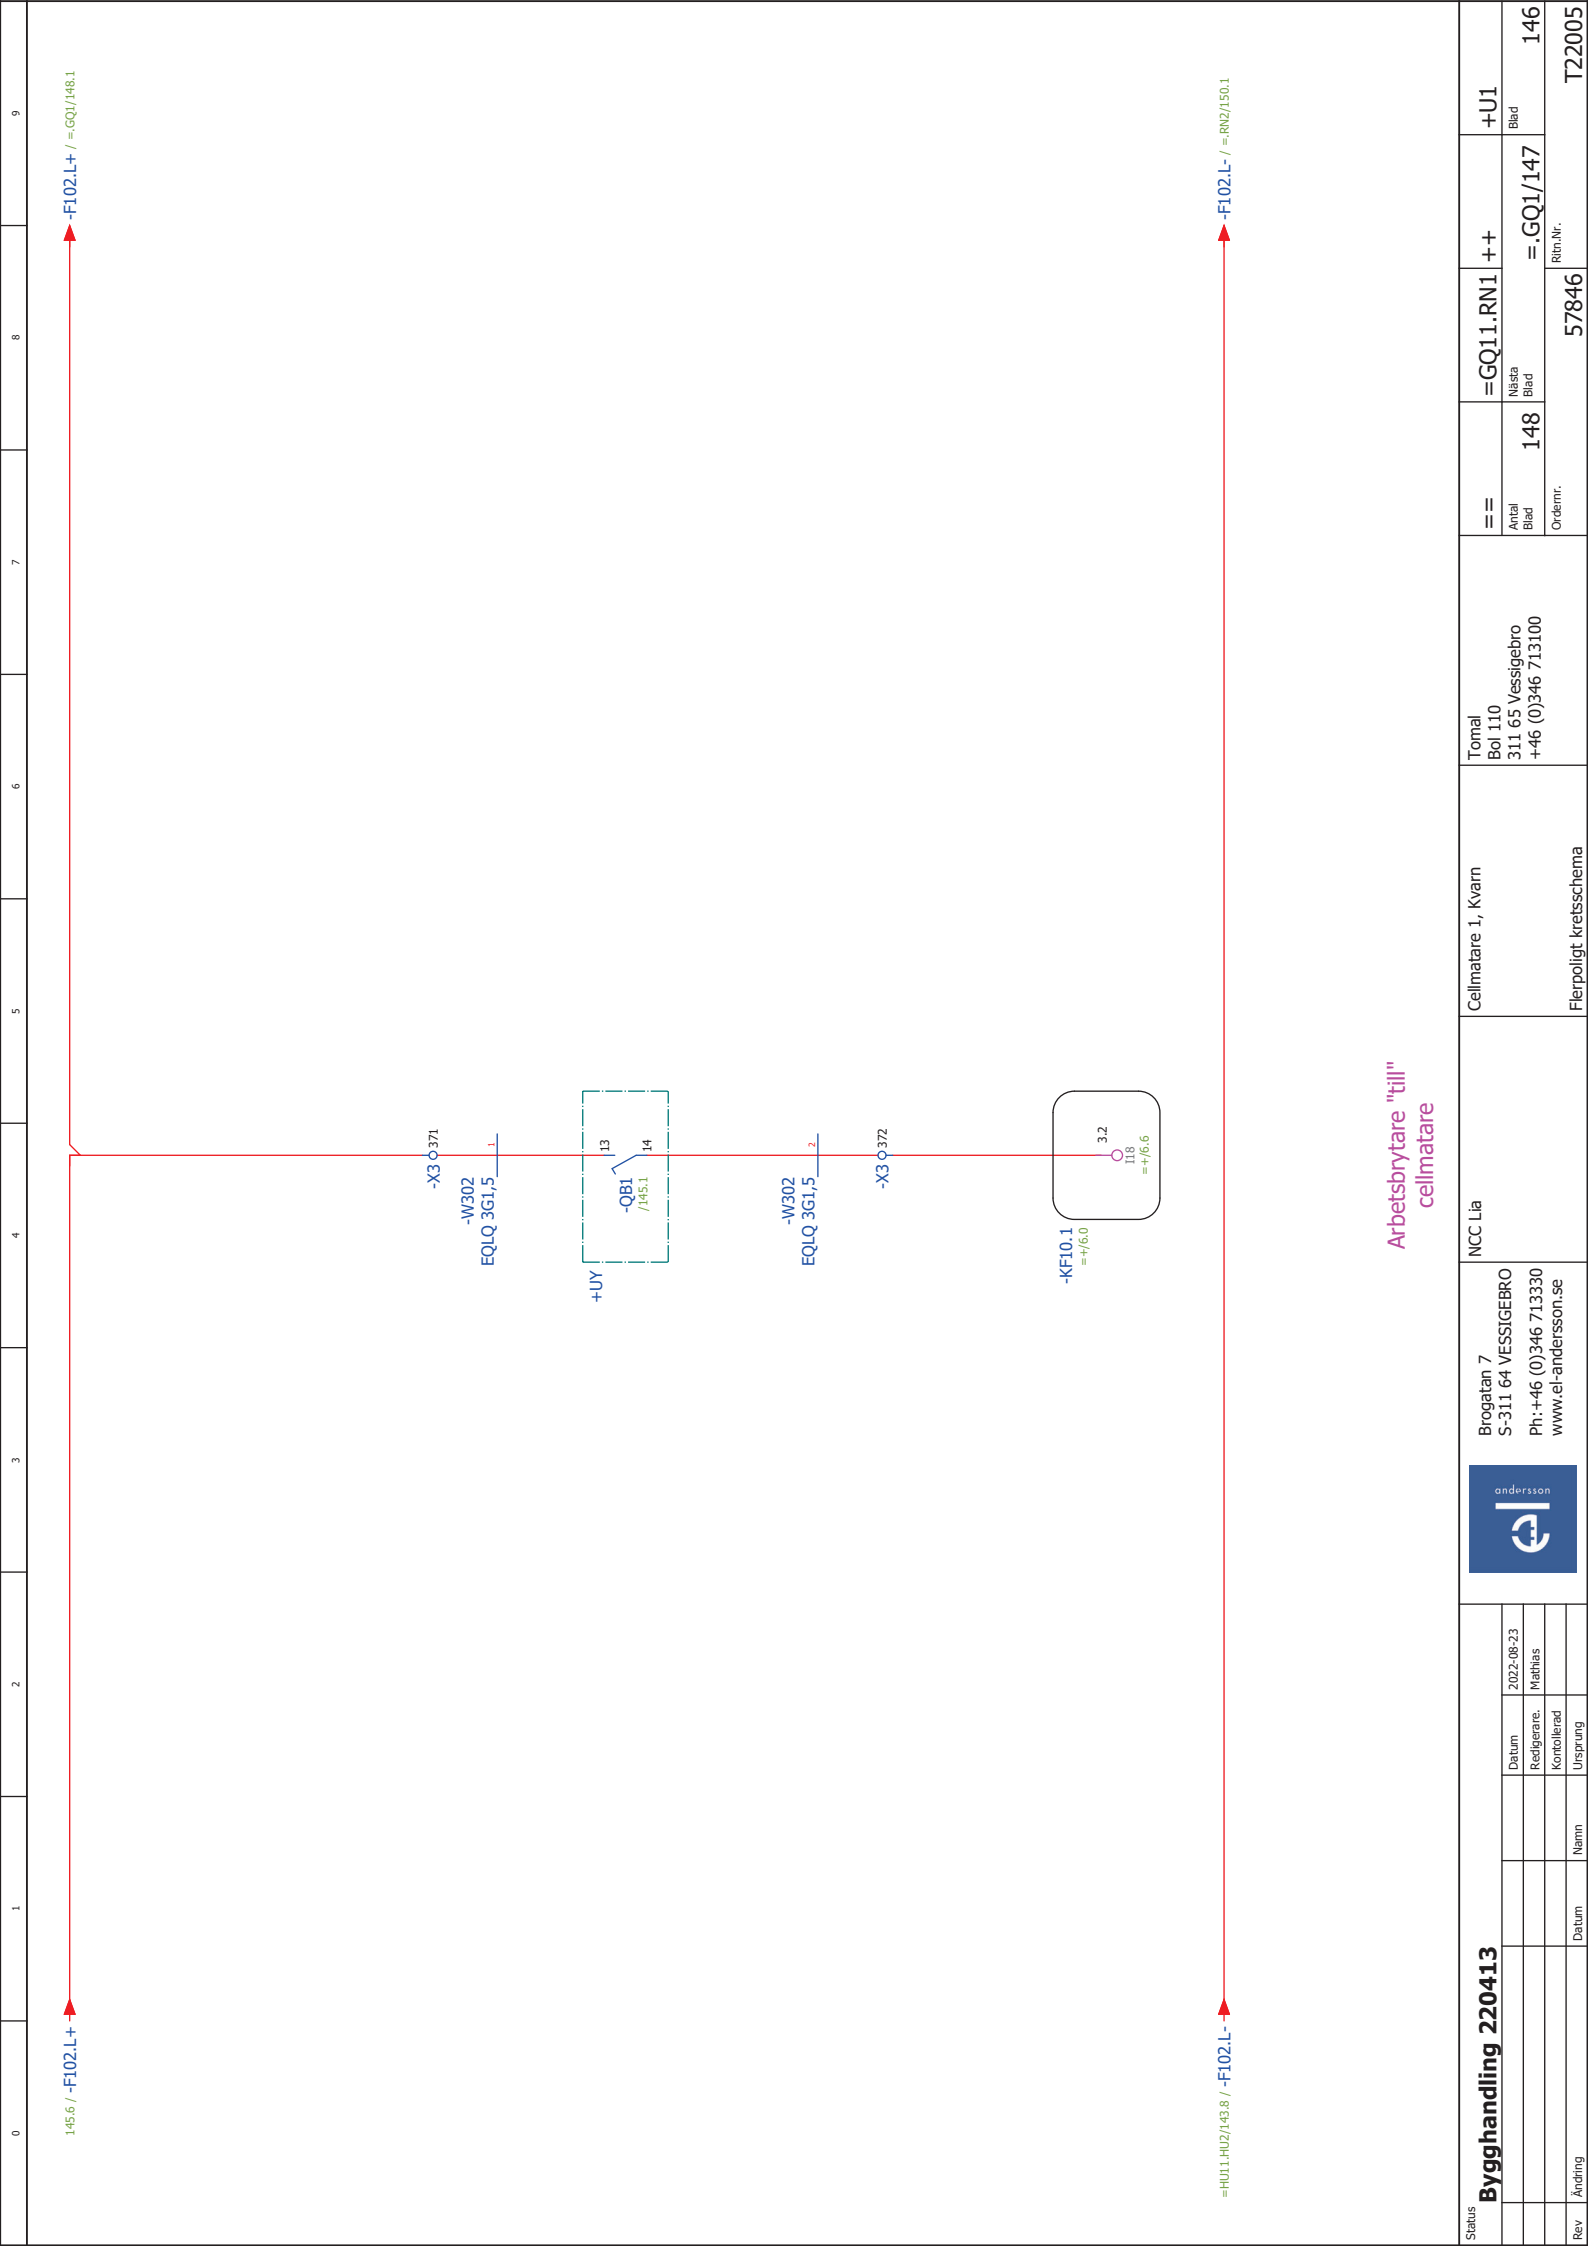 0 1 2 3 4 5 6 7 8 9
145.6 / -F102.L+
-F102.L+ / =.GQ1/148.1
-X3 371
-W302
EQLQ 3G1,5
1
+UY
-QB1
/145.1
13
14
-W302
EQLQ 3G1,5
2
-X3 372
-KF10.1
=+/6.0
3.2
I18
=+/6.6
=HU11.HU2/143.8 / -F102.L-
-F102.L- / =.RN2/150.1
Arbetsbrytare "till"
cellmatare
Status
Bygghandling 220413
Datum 2022-08-23
Redigerare. Mathias
Kontollerad
Rev Ändring Datum Namn Ursprung
andersson
el
Brogatan 7
S-311 64 VESSIGEBRO
Ph:+46 (0)346 713330
www.el-andersson.se
NCC Lia
Cellmatare 1, Kvarn
Flerpoligt kretsschema
Tomal
Bol 110
311 65 Vessigebro
+46 (0)346 713100
== =GQ11.RN1 ++ +U1
Antal
Blad
148
Nästa
Blad
=.GQ1/147
Blad
146
Ordernr.
57846
Ritn.Nr.
T22005